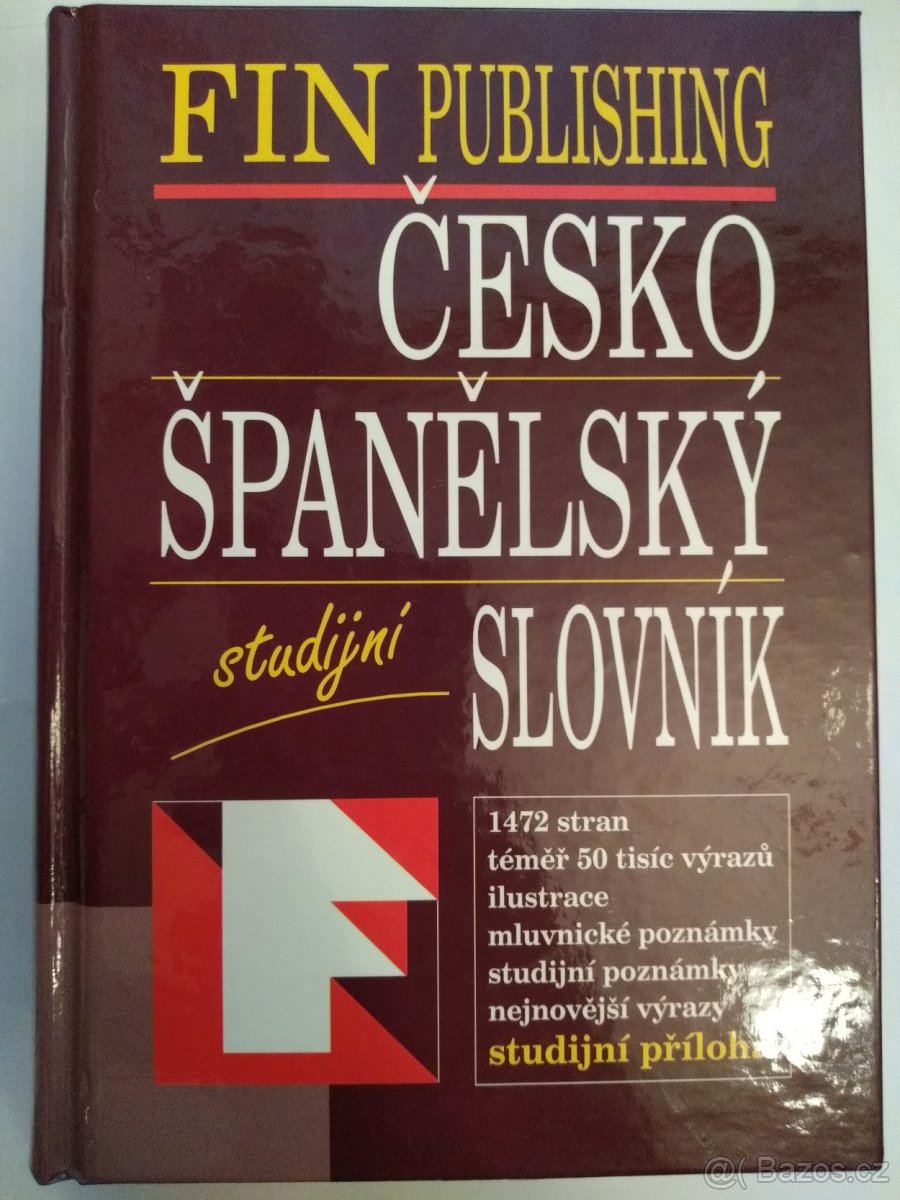 FIN PUBLISHING
ČESKO
ŠPANĚLSKÝ
studijní
SLOVNÍK
1472 stran
téměř 50 tisíc výrazů
ilustrace
mluvnické poznámky
studijní poznámky
nejnovější výrazy
studijní
@( Bazos.cz